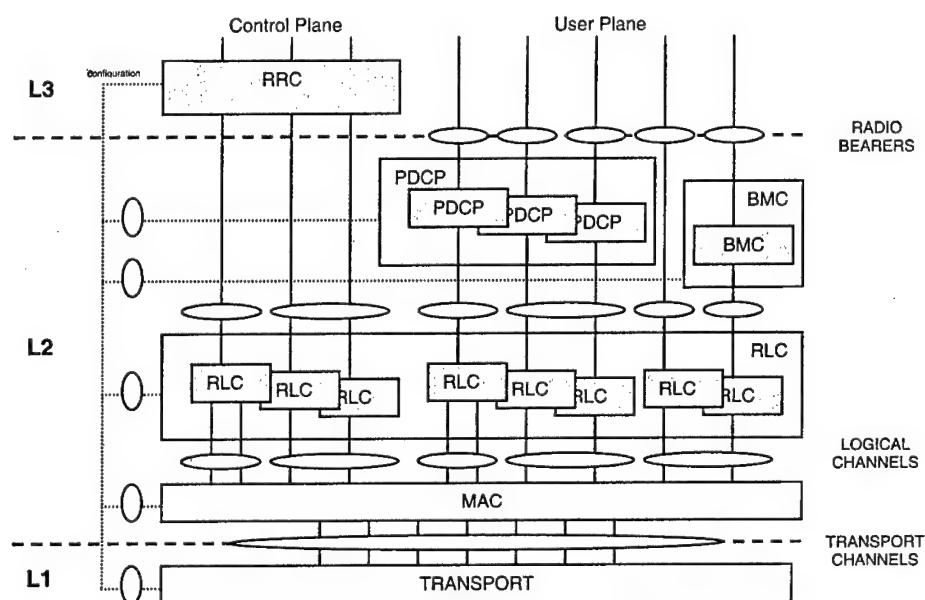 Control Plane
User Plane
configuration
L3
RRC
RADIO
BEARERS
PDCP
PDCP
PDCP
PDCP
BMC
BMC
L2
RLC
RLC
RLC
RLC
RLC
RLC
RLC
RLC
RLC
LOGICAL
CHANNELS
MAC
TRANSPORT
CHANNELS
L1
TRANSPORT